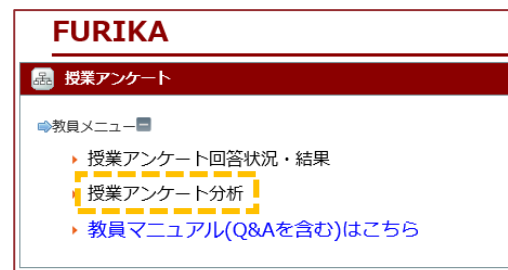 FURIKA
授業アンケート
教員メニュー
授業アンケート回答状況・結果
授業アンケート分析
教員マニュアル(Q&Aを含む)はこちら